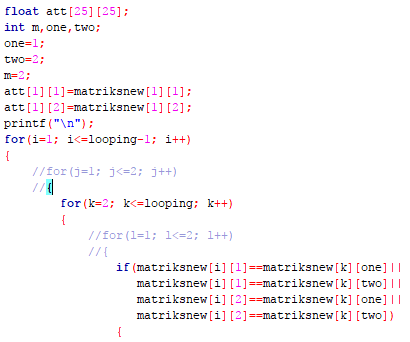 float att[25][25];
int m,one,two;
one=1;
two=2;
m=2;
att[1][1]=matriksnew[1][1];
att[1][2]=matriksnew[1][2];
printf("\n");
for(i=1; i<=looping-1; i++)
{
//for(j=1; j<=2; j++)
//{
for(k=2; k<=looping; k++)
{
//for(l=1; l<=2; l++)
//{
if(matriksnew[i][1]==matriksnew[k][one]||
matriksnew[i][1]==matriksnew[k][two]||
matriksnew[i][2]==matriksnew[k][one]||
matriksnew[i][2]==matriksnew[k][two])
{